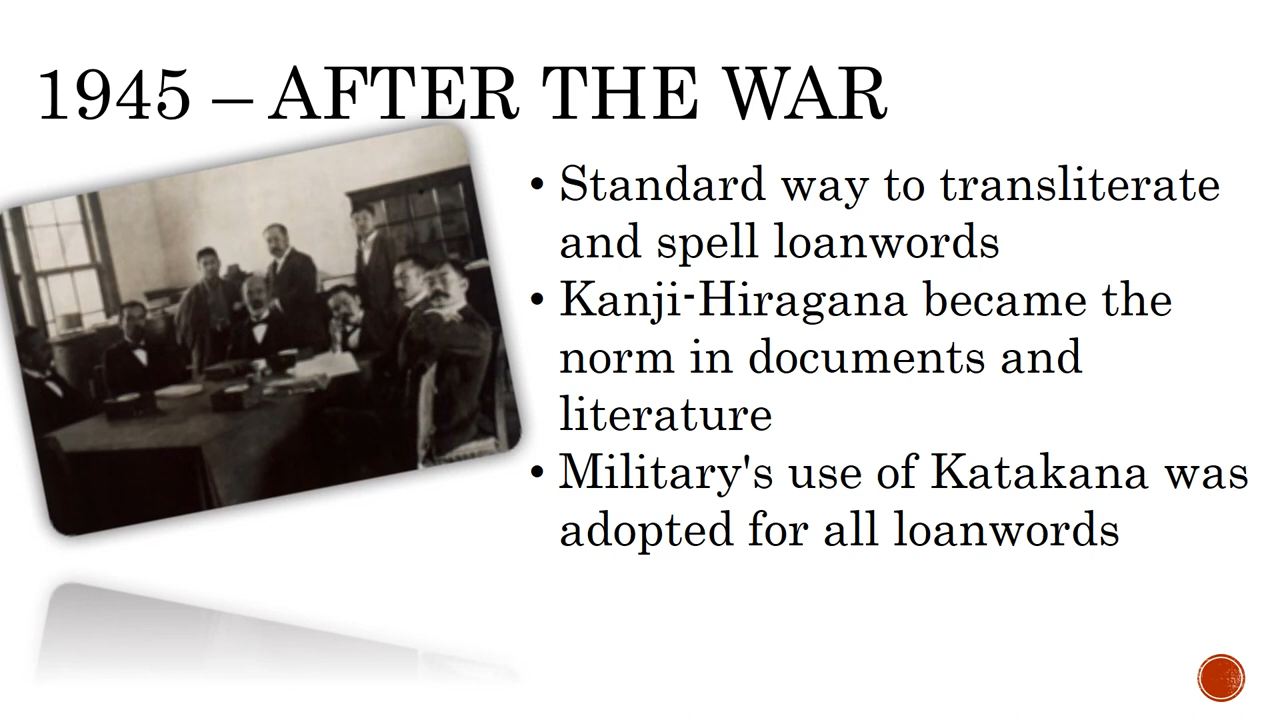 1945 – AFTER THE WAR
• Standard way to transliterate
and spell loanwords
• Kanji-Hiragana became the
norm in documents and
literature
• Military's use of Katakana was
adopted for all loanwords